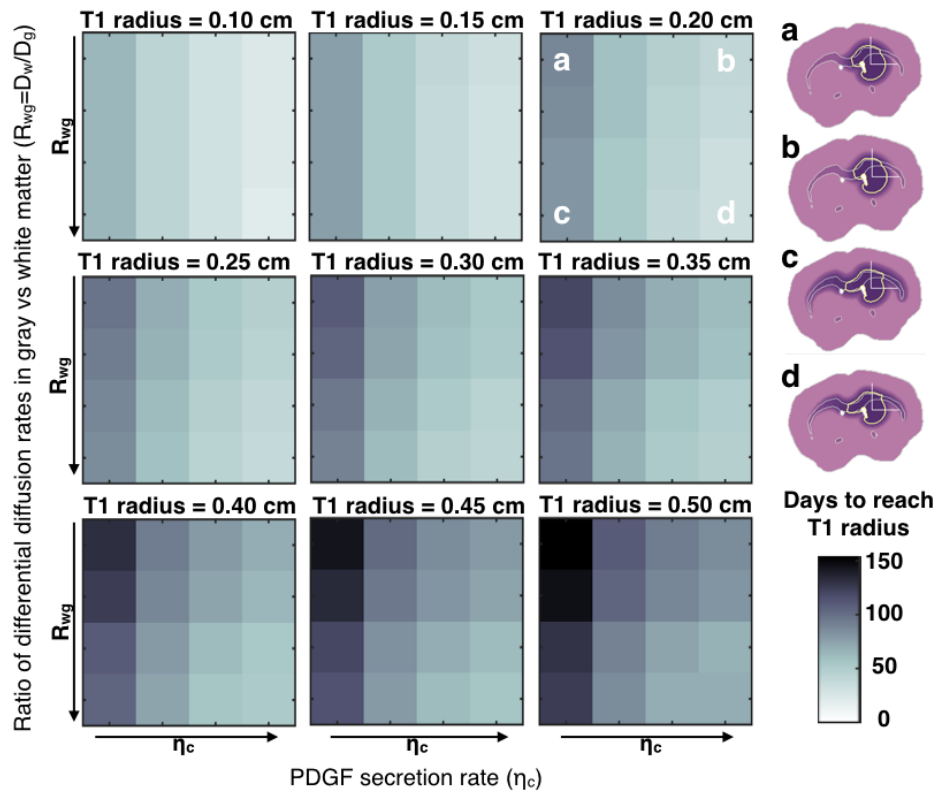 T1 radius = 0.10 cm
T1 radius = 0.15 cm
T1 radius = 0.20 cm
a
b
c
d
T1 radius = 0.25 cm
T1 radius = 0.30 cm
T1 radius = 0.35 cm
T1 radius = 0.40 cm
T1 radius = 0.45 cm
T1 radius = 0.50 cm
Rwg
Rwg
Rwg
Ratio of differential diffusion rates in gray vs white matter (Rwg=Dw/Dg)
ηc
ηc
ηc
PDGF secretion rate (ηc)
a
b
c
d
Days to reach
T1 radius
150
100
50
0